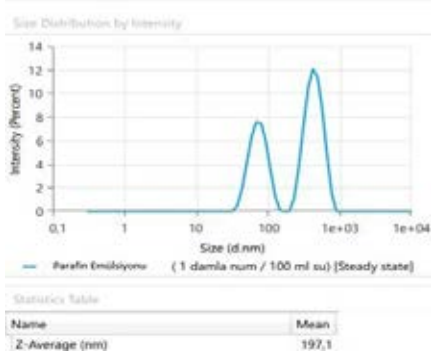 Size Distribution by Intensity
14
12
10
8
6
4
2
0
Intensity (Percent)
0,1 1 10 100 1e+03 1e+04
Size (d.nm)
Parafin Emülsiyonu ( 1 damla num / 100 ml su) [Steady state]
Statistics Table
Name Mean
Z-Average (nm) 197,1